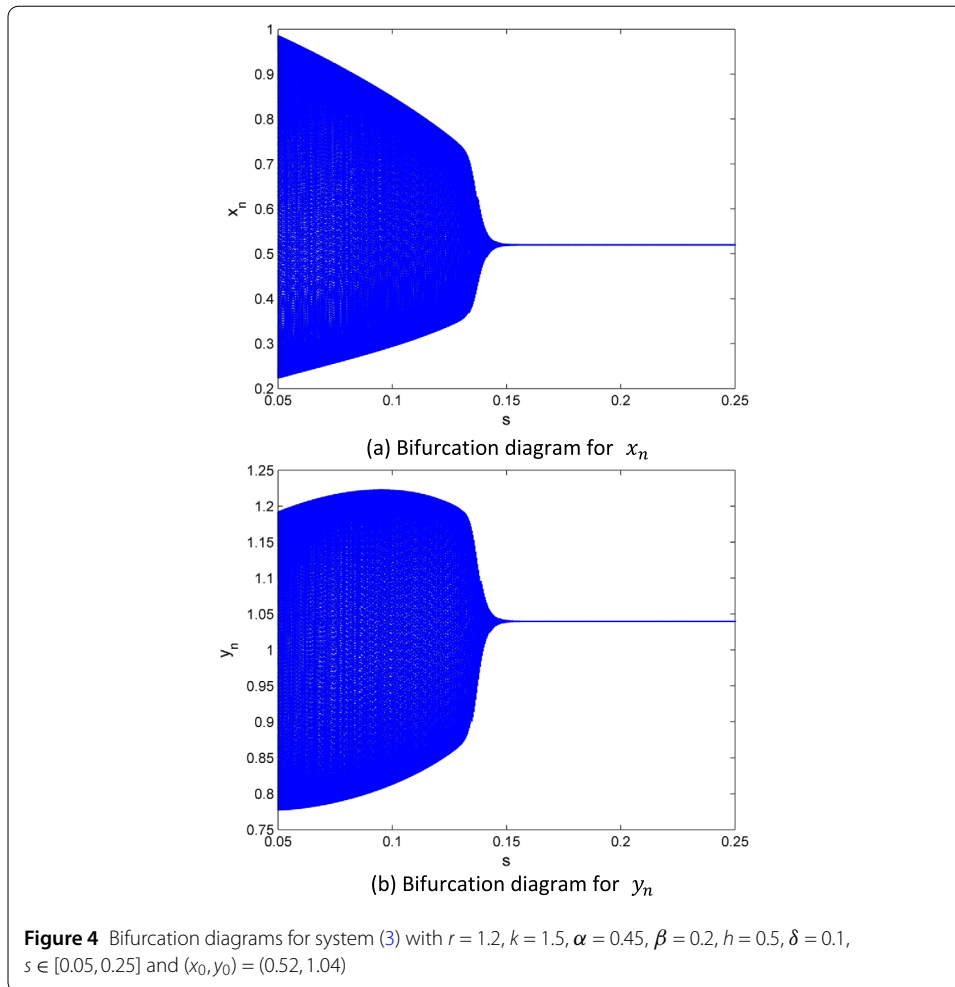 1
0.9
0.8
0.7
0.6
0.5
0.4
0.3
0.2
x_n
0.05 0.1 0.15 0.2 0.25
s
(a) Bifurcation diagram for x_n
1.25
1.2
1.15
1.1
1.05
1
0.95
0.9
0.85
0.8
0.75
y_n
0.05 0.1 0.15 0.2 0.25
s
(b) Bifurcation diagram for y_n
Figure 4 Bifurcation diagrams for system (3) with r = 1.2, k = 1.5, α = 0.45, β = 0.2, h = 0.5, δ = 0.1,
s ∈ [0.05, 0.25] and (x₀, y₀) = (0.52, 1.04)